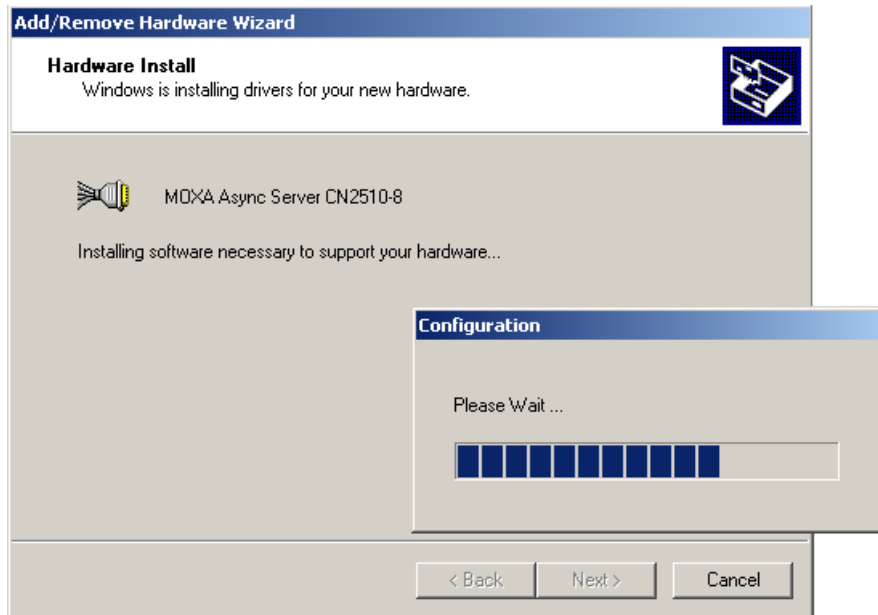 Add/Remove Hardware Wizard
Hardware Install
Windows is installing drivers for your new hardware.
MOXA Async Server CN2510-8
Installing software necessary to support your hardware...
Configuration
Please Wait ...
< Back
Next >
Cancel